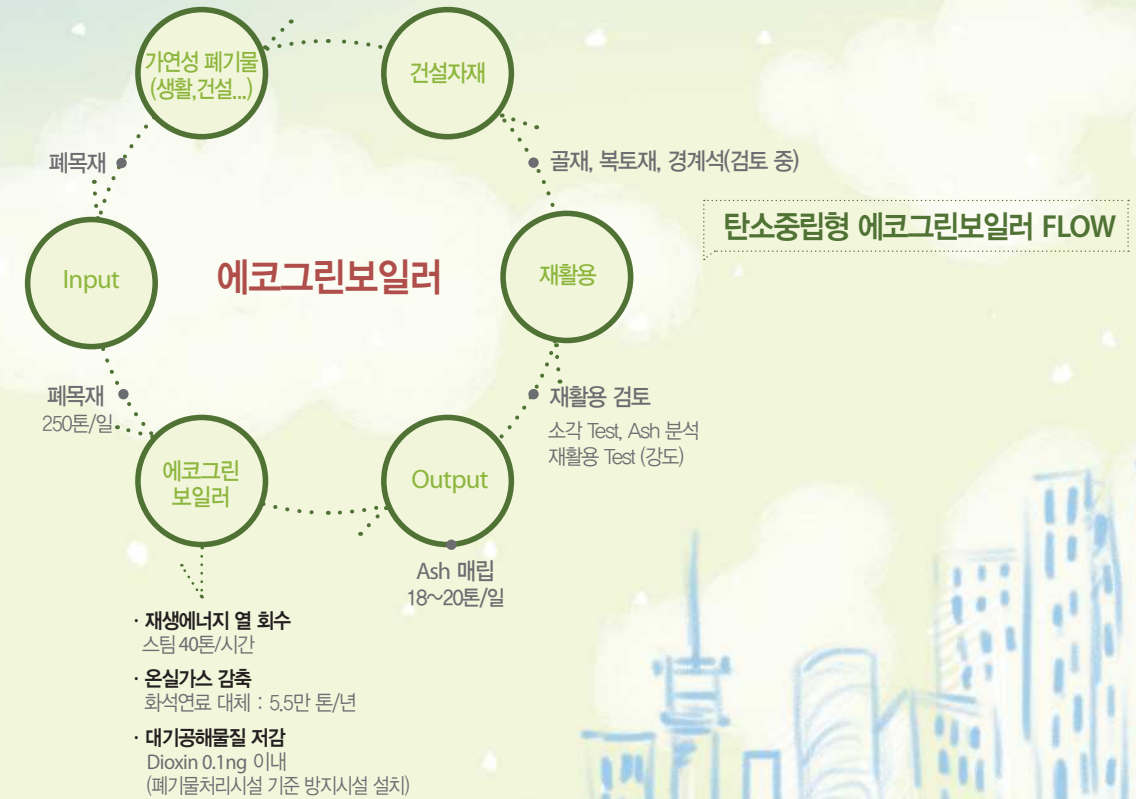 가연성 폐기물
(생활,건설...)
건설자재
폐목재
골재, 복토재, 경계석(검토 중)
탄소중립형 에코그린보일러 FLOW
Input
에코그린보일러
재활용
폐목재
250톤/일
재활용 검토
소각 Test, Ash 분석
재활용 Test (강도)
에코그린
보일러
Output
Ash 매립
18~20톤/일
· 재생에너지 열 회수
스팀 40톤/시간
· 온실가스 감축
화석연료 대체 : 5.5만 톤/년
· 대기공해물질 저감
Dioxin 0.1ng 이내
(폐기물처리시설 기준 방지시설 설치)